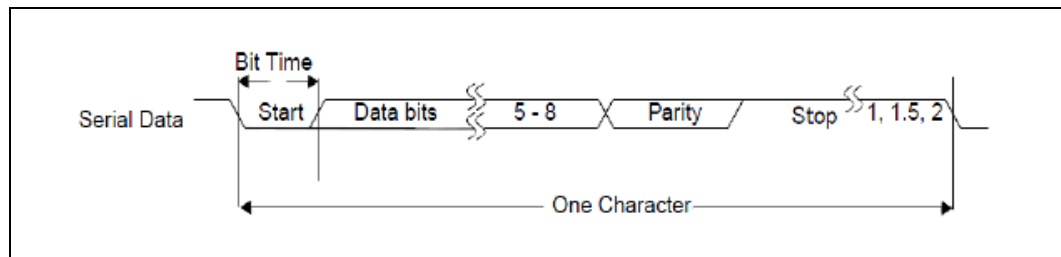 Bit Time
Serial Data Start Data bits 5 - 8 Parity Stop 1, 1.5, 2
One Character